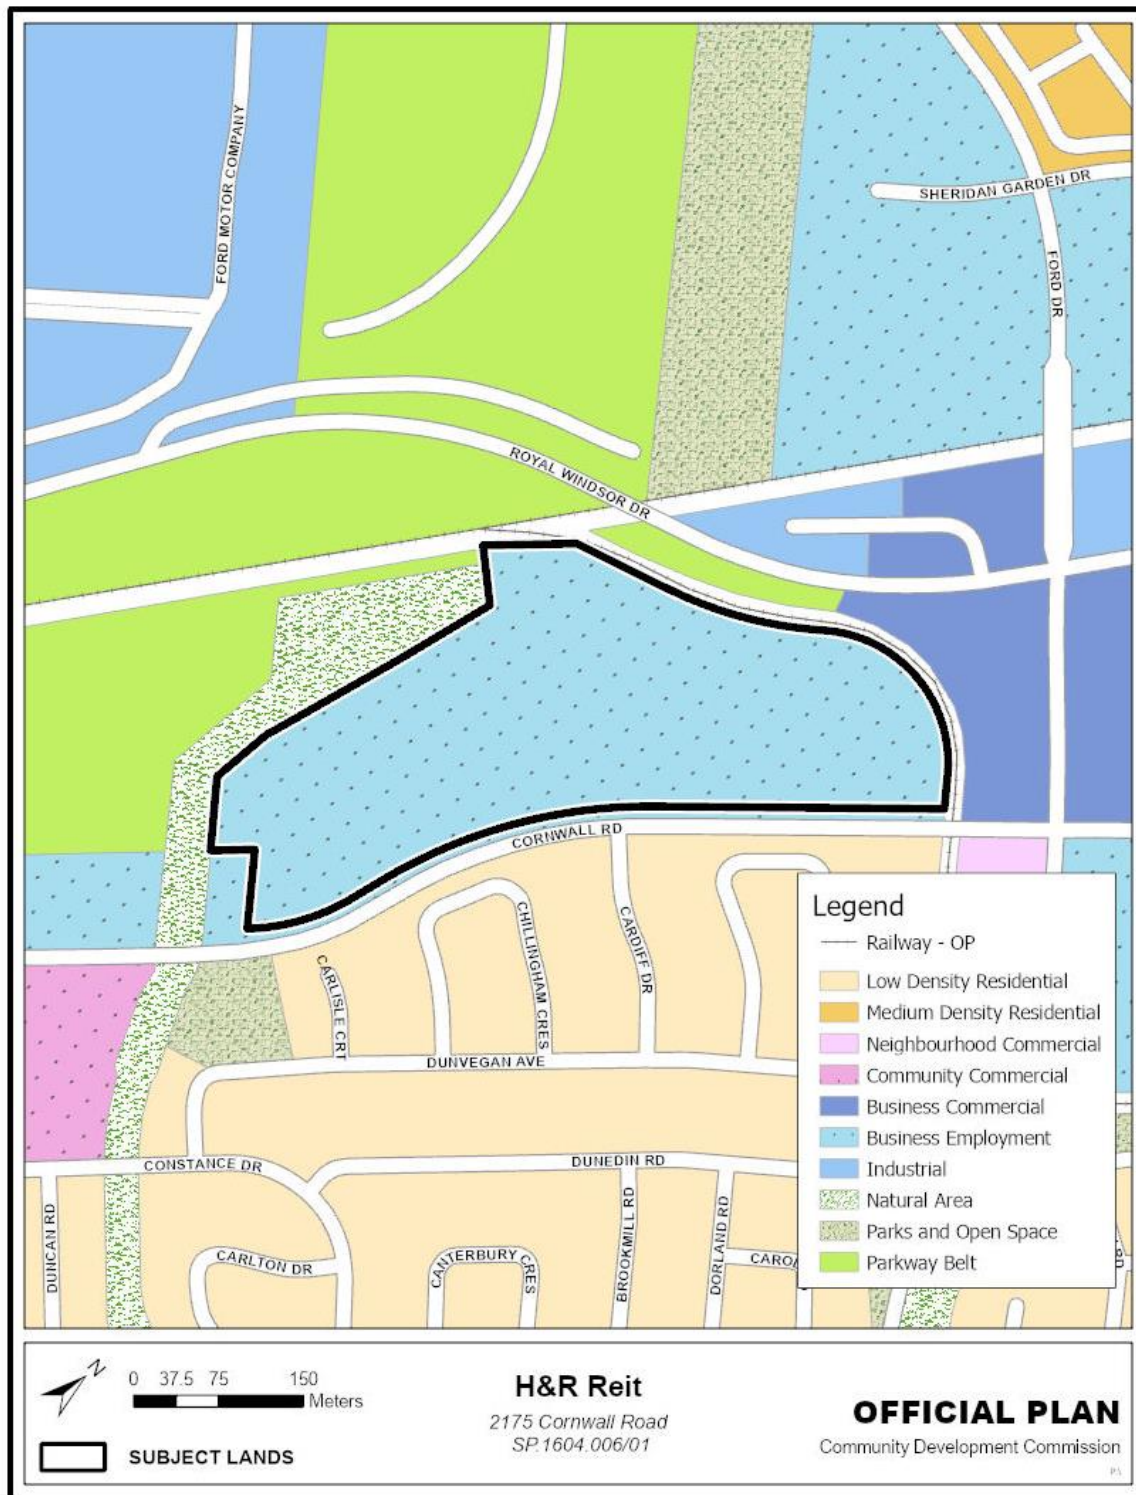 FORD MOTOR COMPANY
SHERIDAN GARDEN DR
FORD DR
ROYAL WINDSOR DR
CORNWALL RD
CHILLINGHAM CRES
CARDIFF DR
CARLISLE CRT
DUNVEGAN AVE
CONSTANCE DR
DUNEDIN RD
DUNCAN RD
CARLTON DR
CANTERBURY CRES
BROOKMILL RD
DORLAND RD
Legend
Railway - OP
Low Density Residential
Medium Density Residential
Neighbourhood Commercial
Community Commercial
Business Commercial
Business Employment
Industrial
Natural Area
Parks and Open Space
Parkway Belt
N
0 37.5 75 150
Meters
SUBJECT LANDS
H&R Reit
2175 Cornwall Road
SP.1604.006/01
OFFICIAL PLAN
Community Development Commission